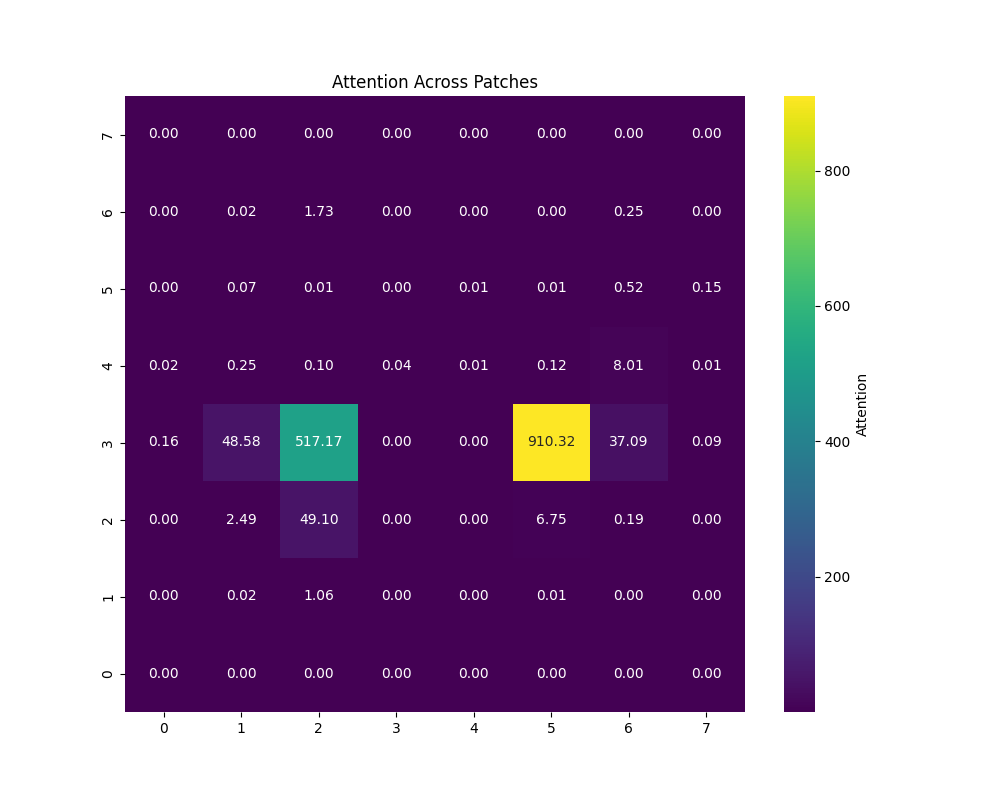 Attention Across Patches
7 0.00 0.00 0.00 0.00 0.00 0.00 0.00 0.00
800
6 0.00 0.02 1.73 0.00 0.00 0.00 0.25 0.00
5 0.00 0.07 0.01 0.00 0.01 0.01 0.52 0.15
600
4 0.02 0.25 0.10 0.04 0.01 0.12 8.01 0.01
Attention
3 0.16 48.58 517.17 0.00 0.00 910.32 37.09 0.09
400
2 0.00 2.49 49.10 0.00 0.00 6.75 0.19 0.00
200
1 0.00 0.02 1.06 0.00 0.00 0.01 0.00 0.00
0 0.00 0.00 0.00 0.00 0.00 0.00 0.00 0.00
0 1 2 3 4 5 6 7